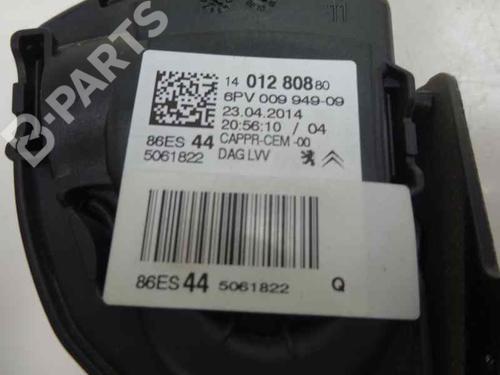 B-PARTS
11
14 012 808 80
6PV 009 949-09
23.04.2014
20:56:10 / 04
86ES 44 CAPPR-CEM -00
5061822 DAG LVV
86ES 44 5061822 Q